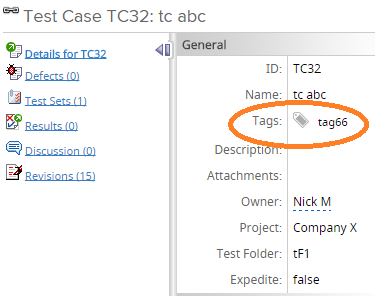 Test Case TC32: tc abc
Details for TC32
Defects (0)
Test Sets (1)
Results (0)
Discussion (0)
Revisions (15)
General
ID: TC32
Name: tc abc
Tags: tag66
Description:
Attachments:
Owner: Nick M
Project: Company X
Test Folder: tF1
Expedite: false